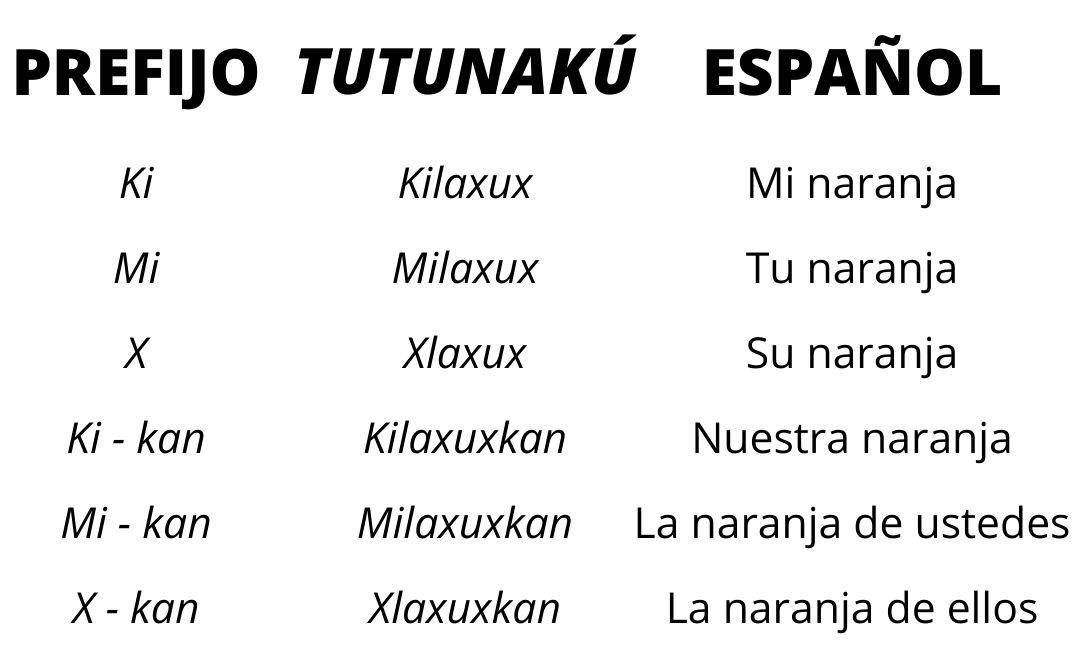 PREFIJO TUTUNAKÚ ESPAÑOL
Ki Kilaxux Mi naranja
Mi Milaxux Tu naranja
X Xlaxux Su naranja
Ki - kan Kilaxuxkan Nuestra naranja
Mi - kan Milaxuxkan La naranja de ustedes
X - kan Xlaxuxkan La naranja de ellos